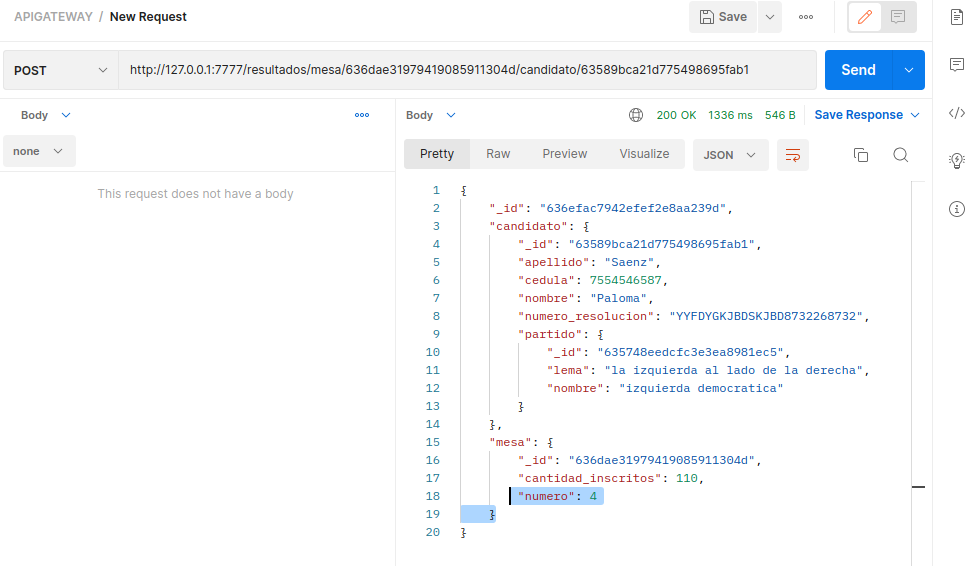 APIGATEWAY / New Request
Save
POST
http://127.0.0.1:7777/resultados/mesa/636dae31979419085911304d/candidato/63589bca21d775498695fab1
Send
Body
none
This request does not have a body
Body
200 OK 1336 ms 546 B Save Response
Pretty Raw Preview Visualize JSON
1 {
2 "_id": "636efac7942efef2e8aa239d",
3 "candidato": {
4 "_id": "63589bca21d775498695fab1",
5 "apellido": "Saenz",
6 "cedula": 7554546587,
7 "nombre": "Paloma",
8 "numero_resolucion": "YYFDYGKJBDSKJBD8732268732",
9 "partido": {
10 "_id": "635748eedcfc3e3ea8981ec5",
11 "lema": "la izquierda al lado de la derecha",
12 "nombre": "izquierda democratica"
13 }
14 },
15 "mesa": {
16 "_id": "636dae31979419085911304d",
17 "cantidad_inscritos": 110,
18 "numero": 4
19 }
20 }